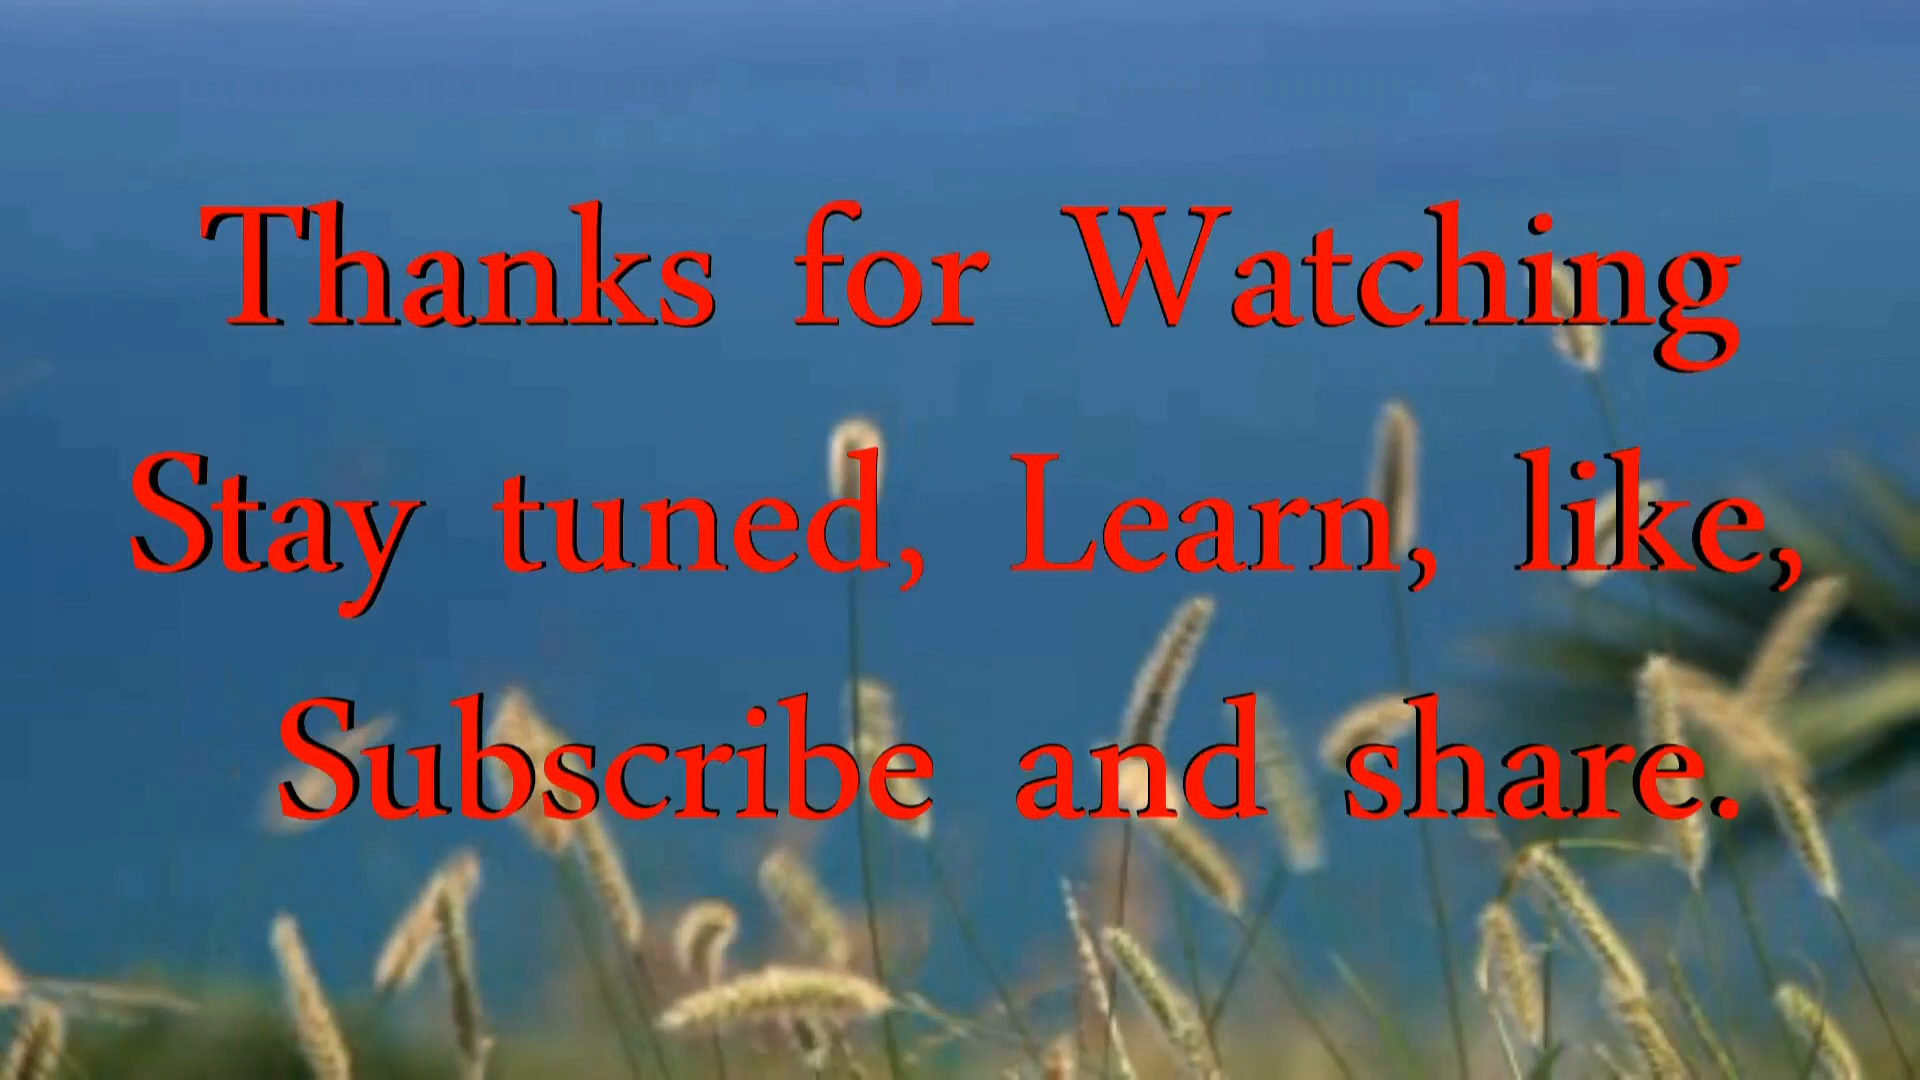 Thanks for Watching
Stay tuned, Learn, like,
Subscribe and share.